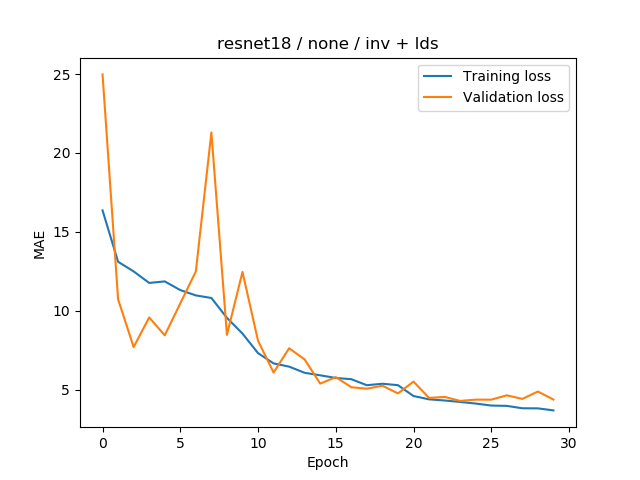 resnet18 / none / inv + lds
Training loss
Validation loss
25
20
15
10
5
MAE
0 5 10 15 20 25 30
Epoch